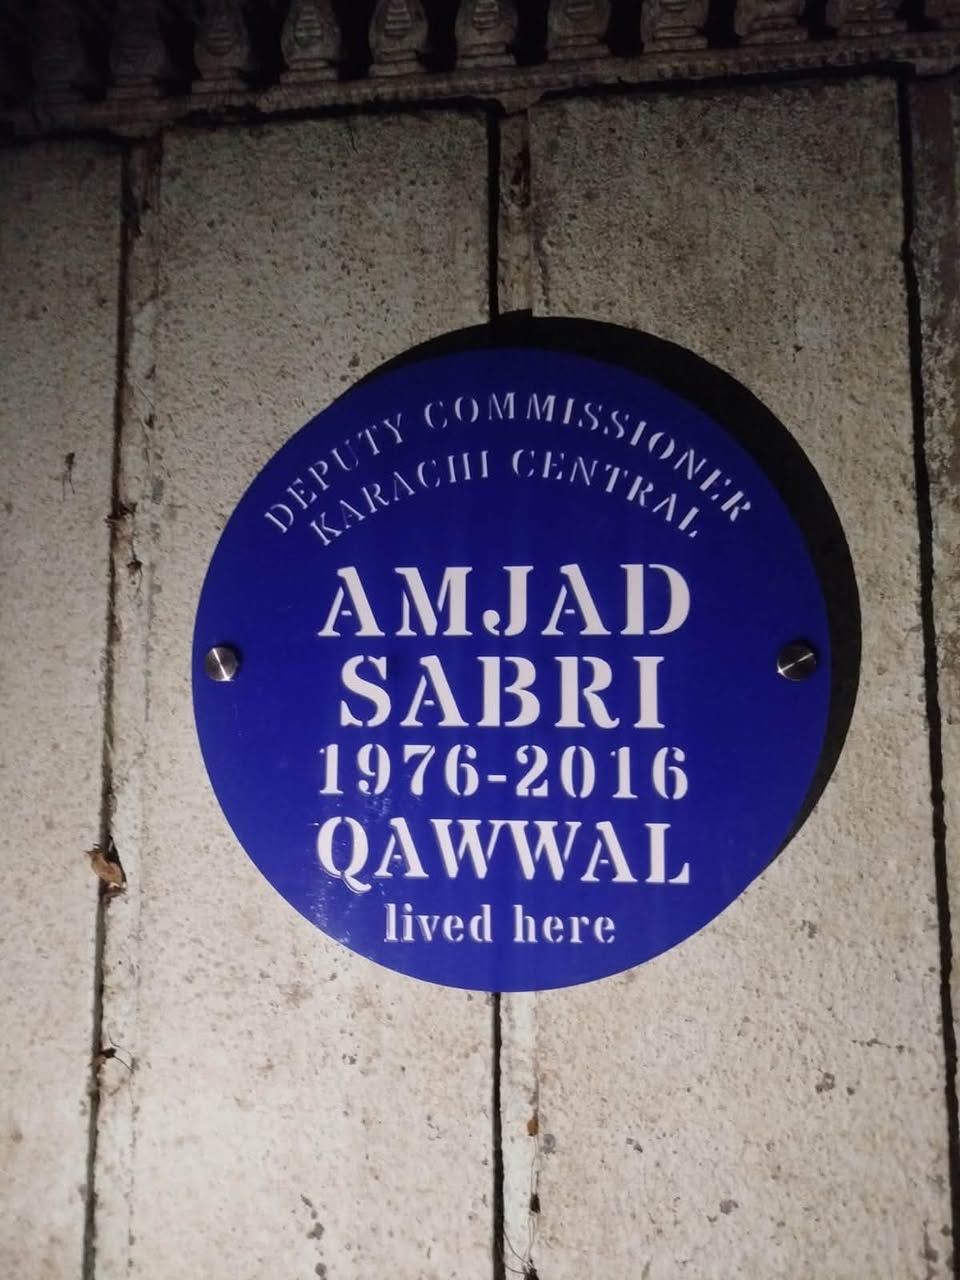 DEPUTY COMMISSIONER
KARACHI CENTRAL
AMJAD
SABRI
1976-2016
QAWWAL
lived here